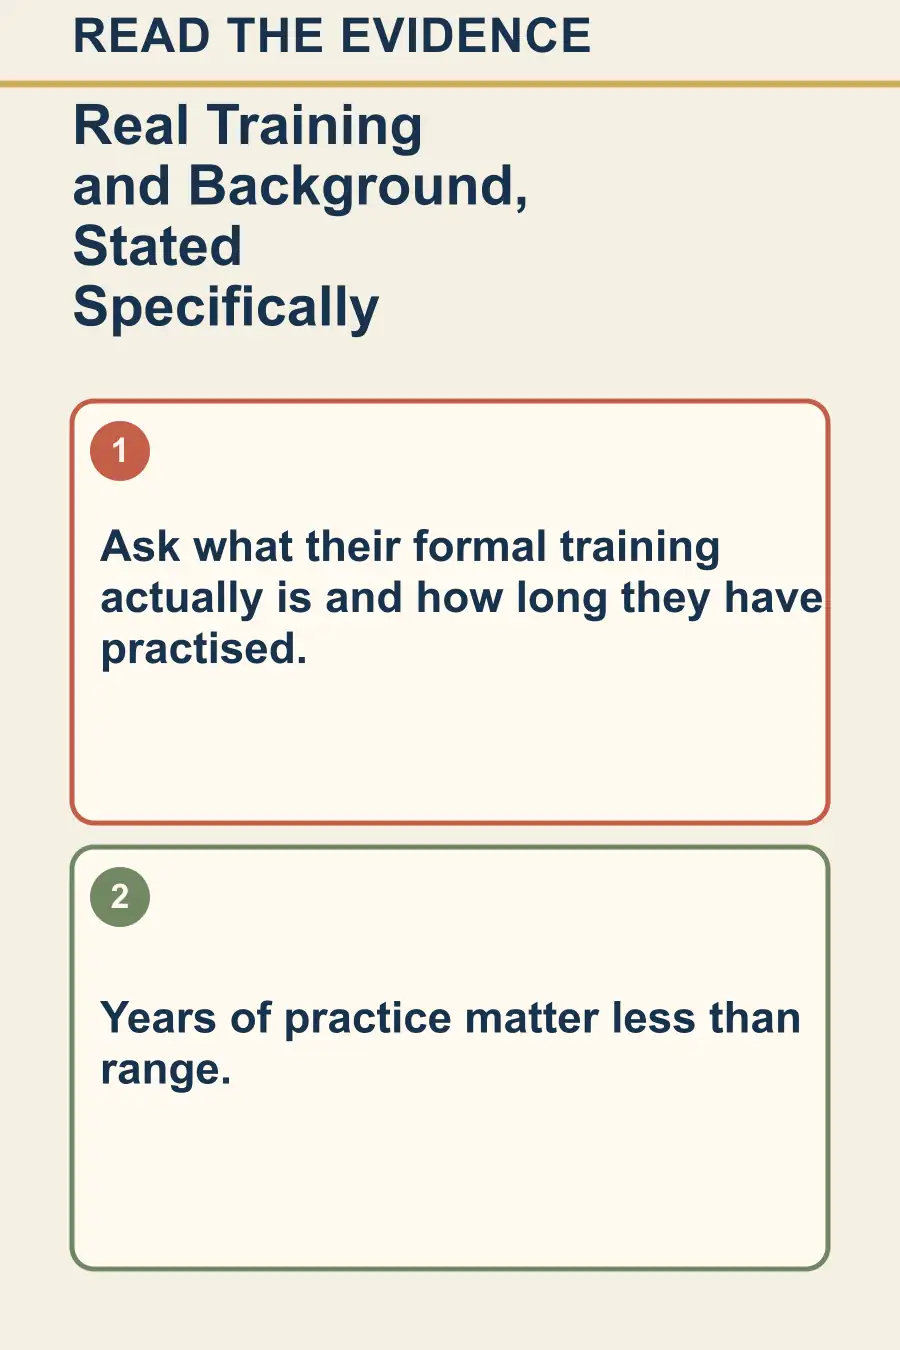 READ THE EVIDENCE
Real Training
and Background,
Stated
Specifically
1
Ask what their formal training
actually is and how long they have
practised.
2
Years of practice matter less than
range.